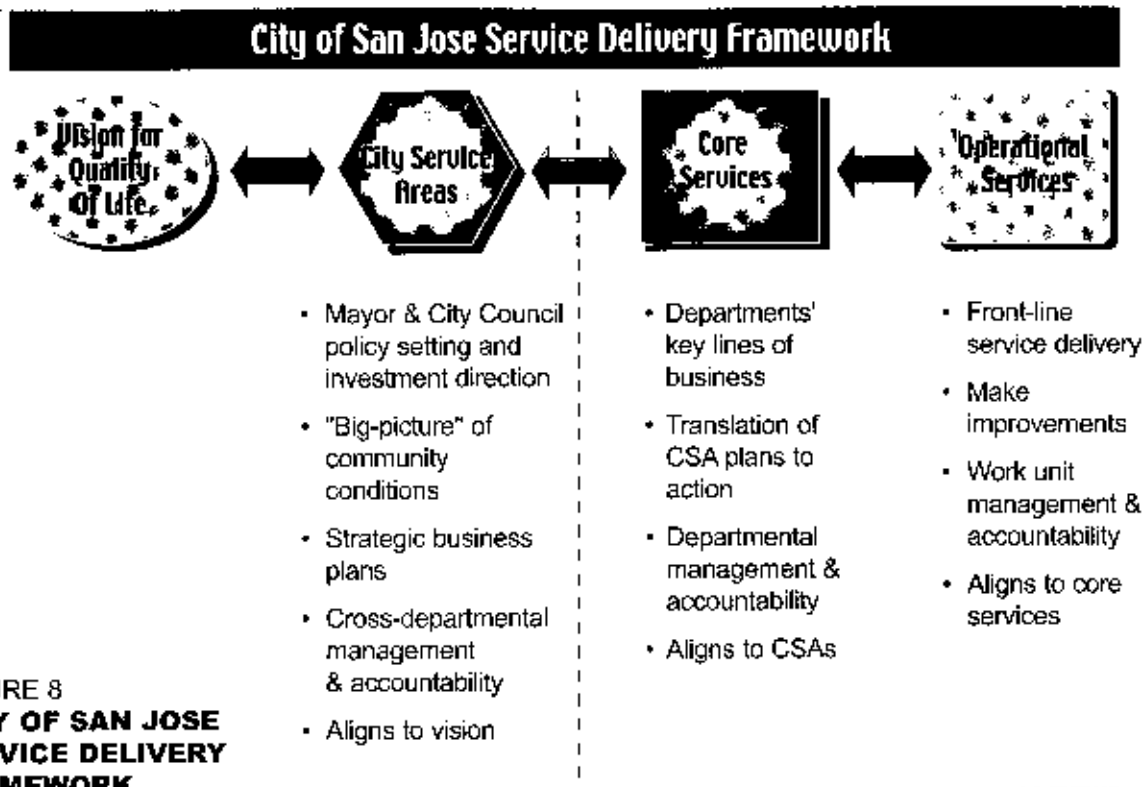 City of San Jose Service Delivery Framework
Vision for
Quality
Of Life
City Service
Areas
Core
Services
Operational
Services
• Mayor & City Council
policy setting and
investment direction
• "Big-picture" of
community
conditions
• Strategic business
plans
• Cross-departmental
management
& accountability
• Aligns to vision
• Departments'
key lines of
business
• Translation of
CSA plans to
action
• Departmental
management &
accountability
• Aligns to CSAs
• Front-line
service delivery
• Make
improvements
• Work unit
management &
accountability
• Aligns to core
services
IRE 8
Y OF SAN JOSE
VICE DELIVERY
MEWORK